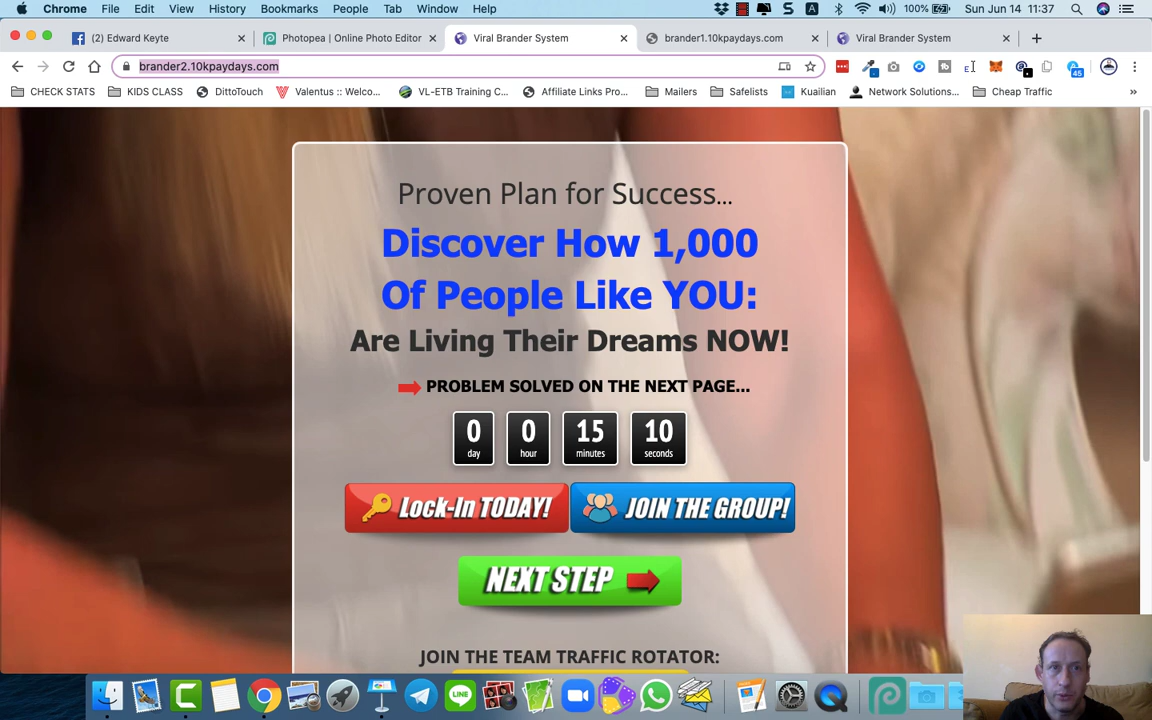 Chrome File Edit View History Bookmarks People Tab Window Help 100% Sun Jun 14 11:37
(2) Edward Keyte Photopea | Online Photo Editor Viral Brander System brander1.10kpaydays.com Viral Brander System
brander2.10kpaydays.com 45
CHECK STATS KIDS CLASS DittoTouch Valentus :: Welco... VL-ETB Training C... Affiliate Links Pro... Mailers Safelists Kuailian Network Solutions... Cheap Traffic »
Proven Plan for Success...
Discover How 1,000
Of People Like YOU:
Are Living Their Dreams NOW!
PROBLEM SOLVED ON THE NEXT PAGE...
0 0 15 10
day hour minutes seconds
Lock-In TODAY! JOIN THE GROUP!
NEXT STEP
JOIN THE TEAM TRAFFIC ROTATOR:
LINE